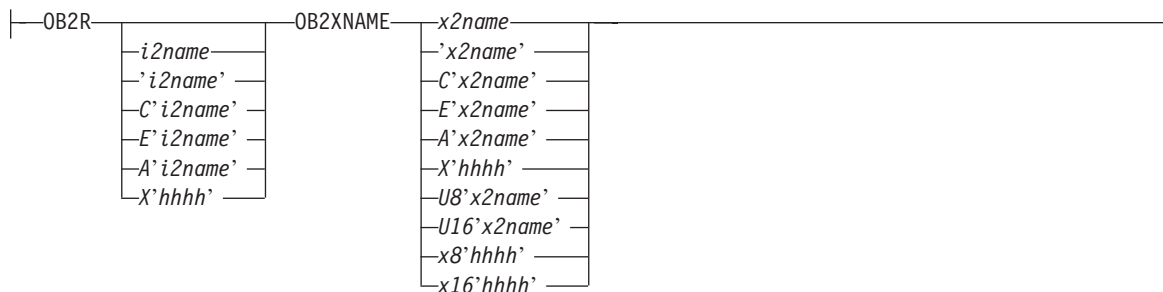 OB2R OB2XNAME x2name
i2name 'x2name'
'i2name' C'x2name'
C'i2name' E'x2name'
E'i2name' A'x2name'
A'i2name' X'hhhh'
X'hhhh' U8'x2name'
U16'x2name'
x8'hhhh'
x16'hhhh'